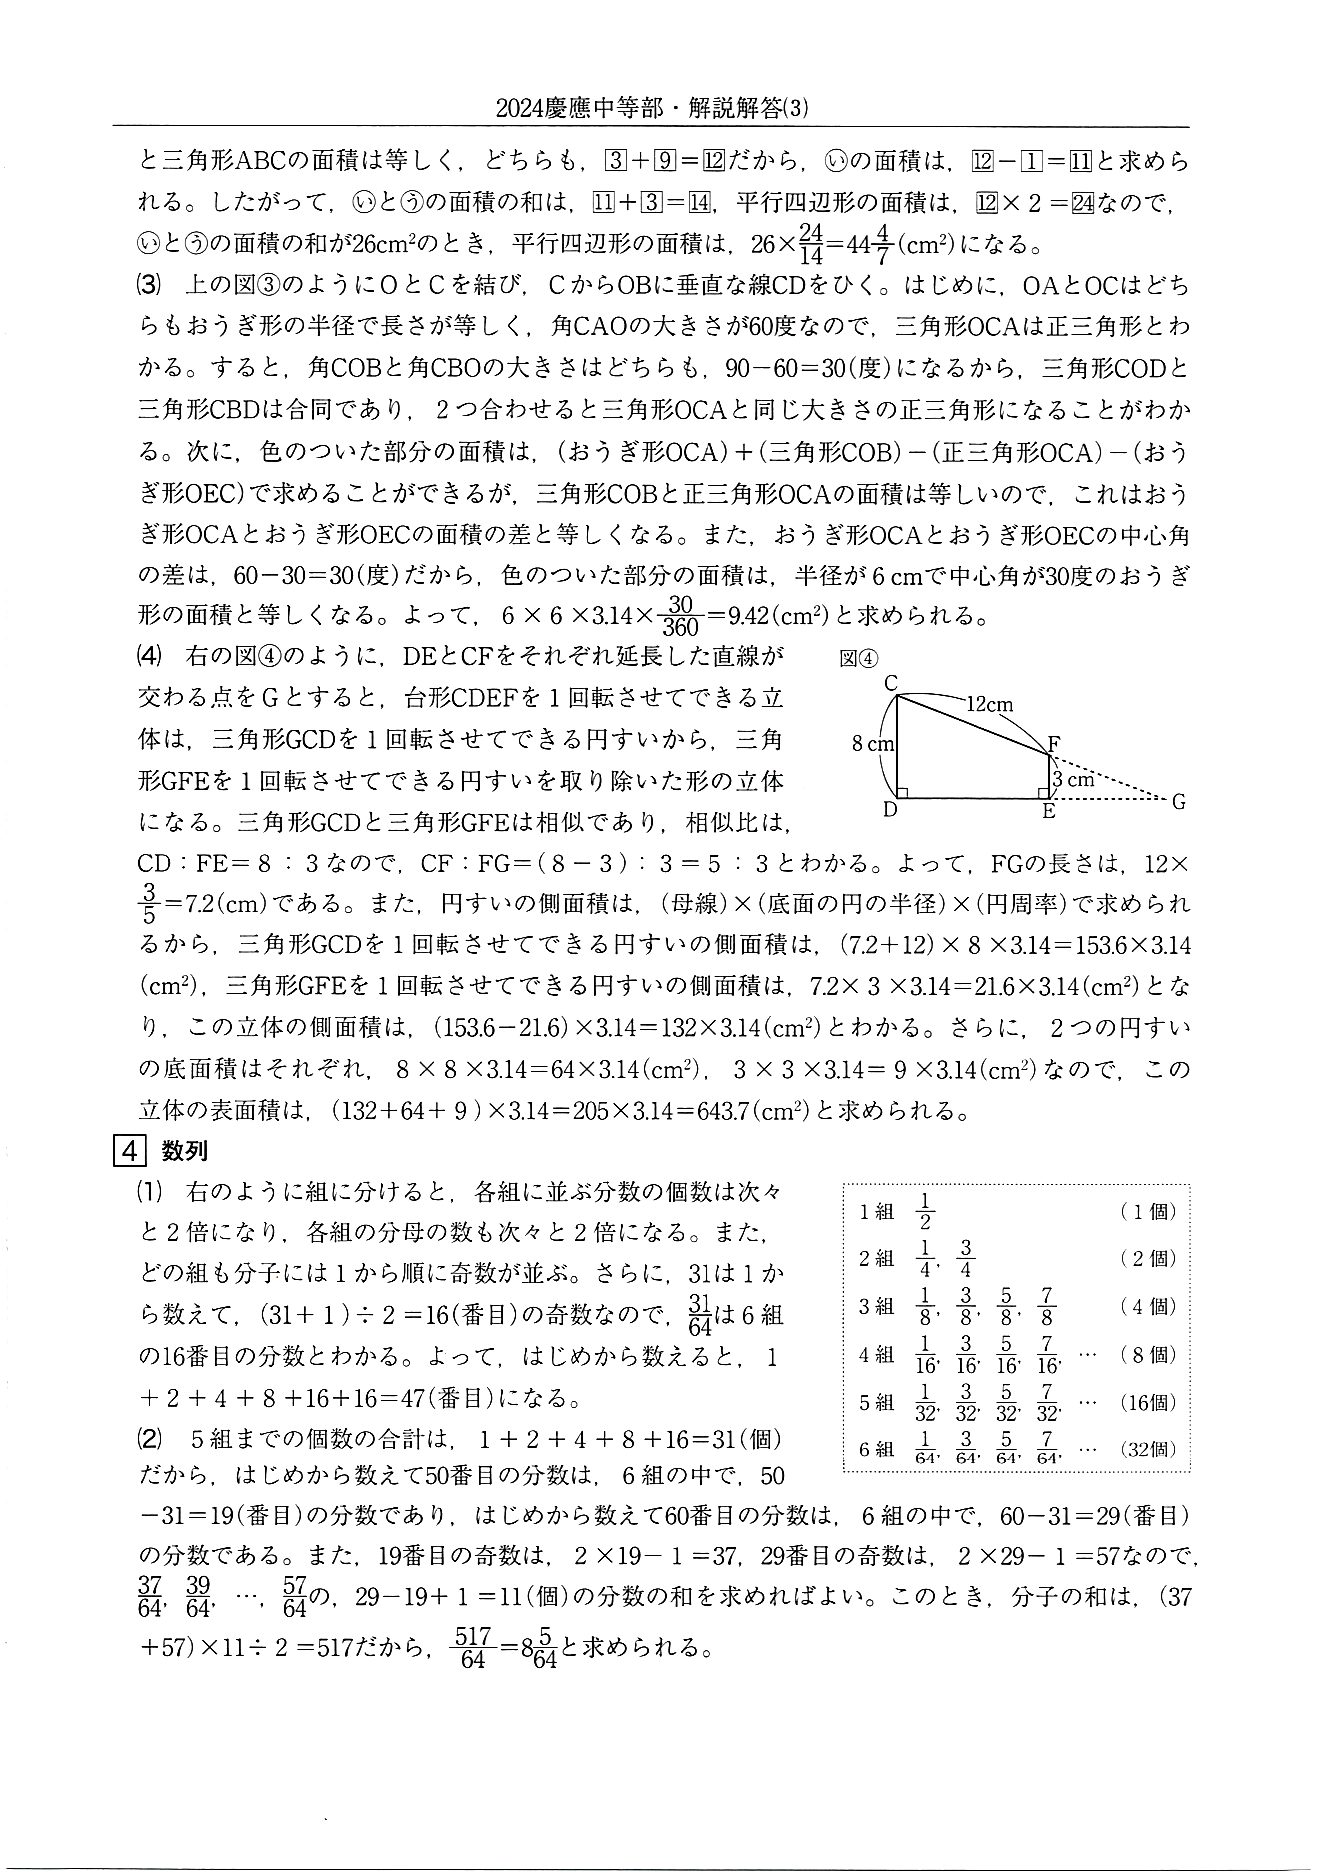 2024慶應中等部・解説解答(3)
と三角形ABCの面積は等しく，どちらも，[3]+[9]=[12]だから，㋑の面積は，[12]−[1]=[11]と求めら
れる。したがって，㋑と㋒の面積の和は，[11]+[3]=[14]，平行四辺形の面積は，[12]×2=[24]なので，
㋑と㋒の面積の和が26cm²のとき，平行四辺形の面積は，26×24/14=44 4/7(cm²)になる。
(3) 上の図③のようにOとCを結び，CからOBに垂直な線CDをひく。はじめに，OAとOCはどち
らもおうぎ形の半径で長さが等しく，角CAOの大きさが60度なので，三角形OCAは正三角形とわ
かる。すると，角COBと角CBOの大きさはどちらも，90−60=30(度)になるから，三角形CODと
三角形CBDは合同であり，2つ合わせると三角形OCAと同じ大きさの正三角形になることがわか
る。次に，色のついた部分の面積は，(おうぎ形OCA)+(三角形COB)−(正三角形OCA)−(おう
ぎ形OEC)で求めることができるが，三角形COBと正三角形OCAの面積は等しいので，これはおう
ぎ形OCAとおうぎ形OECの面積の差と等しくなる。また，おうぎ形OCAとおうぎ形OECの中心角
の差は，60−30=30(度)だから，色のついた部分の面積は，半径が6cmで中心角が30度のおうぎ
形の面積と等しくなる。よって，6×6×3.14×30/360=9.42(cm²)と求められる。
(4) 右の図④のように，DEとCFをそれぞれ延長した直線が
交わる点をGとすると，台形CDEFを1回転させてできる立
体は，三角形GCDを1回転させてできる円すいから，三角
形GFEを1回転させてできる円すいを取り除いた形の立体
になる。三角形GCDと三角形GFEは相似であり，相似比は，
図④
C
12cm
8cm
F
3cm
D
E
G
CD：FE=8：3なので，CF：FG=(8−3)：3=5：3とわかる。よって，FGの長さは，12×
3/5=7.2(cm)である。また，円すいの側面積は，(母線)×(底面の円の半径)×(円周率)で求められ
るから，三角形GCDを1回転させてできる円すいの側面積は，(7.2+12)×8×3.14=153.6×3.14
(cm²)，三角形GFEを1回転させてできる円すいの側面積は，7.2×3×3.14=21.6×3.14(cm²)とな
り，この立体の側面積は，(153.6−21.6)×3.14=132×3.14(cm²)とわかる。さらに，2つの円すい
の底面積はそれぞれ，8×8×3.14=64×3.14(cm²)，3×3×3.14=9×3.14(cm²)なので，この
立体の表面積は，(132+64+9)×3.14=205×3.14=643.7(cm²)と求められる。
4 数列
(1) 右のように組に分けると，各組に並ぶ分数の個数は次々
と2倍になり，各組の分母の数も次々と2倍になる。また，
どの組も分子には1から順に奇数が並ぶ。さらに，31は1か
ら数えて，(31+1)÷2=16(番目)の奇数なので，31/64は6組
の16番目の分数とわかる。よって，はじめから数えると，1
+2+4+8+16+16=47(番目)になる。
1組 1/2 (1個)
2組 1/4, 3/4 (2個)
3組 1/8, 3/8, 5/8, 7/8 (4個)
4組 1/16, 3/16, 5/16, 7/16, … (8個)
5組 1/32, 3/32, 5/32, 7/32, … (16個)
6組 1/64, 3/64, 5/64, 7/64, … (32個)
(2) 5組までの個数の合計は，1+2+4+8+16=31(個)
だから，はじめから数えて50番目の分数は，6組の中で，50
−31=19(番目)の分数であり，はじめから数えて60番目の分数は，6組の中で，60−31=29(番目)
の分数である。また，19番目の奇数は，2×19−1=37，29番目の奇数は，2×29−1=57なので，
37/64, 39/64, …, 57/64の，29−19+1=11(個)の分数の和を求めればよい。このとき，分子の和は，(37
+57)×11÷2=517だから，517/64=8 5/64と求められる。